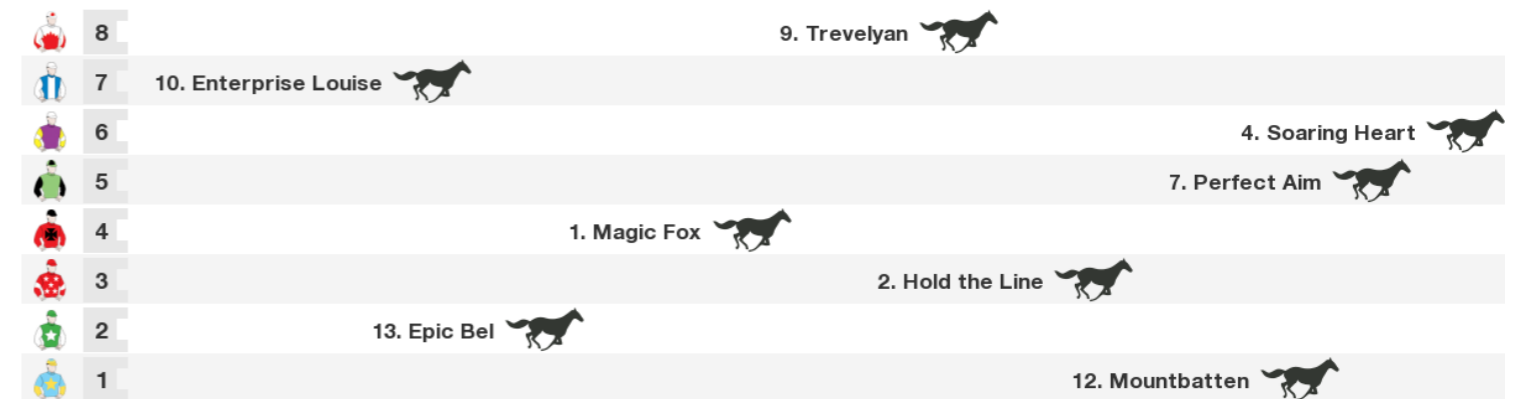 8 9. Trevelyan
7 10. Enterprise Louise
6 4. Soaring Heart
5 7. Perfect Aim
4 1. Magic Fox
3 2. Hold the Line
2 13. Epic Bel
1 12. Mountbatten